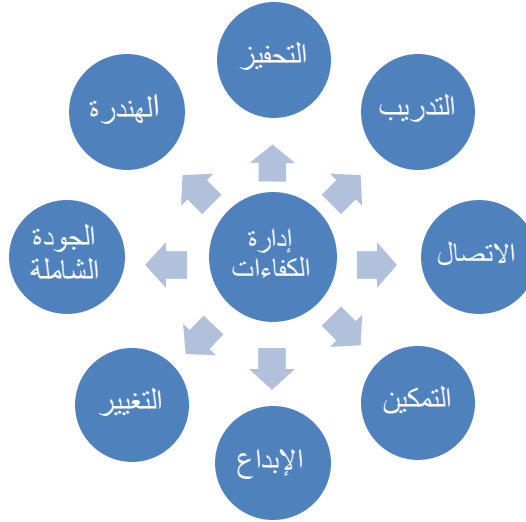 التحفيز
التدريب
الهندرة
إدارة
الكفاءات
الجودة
الشاملة
الاتصال
التمكين
التغيير
الإبداع